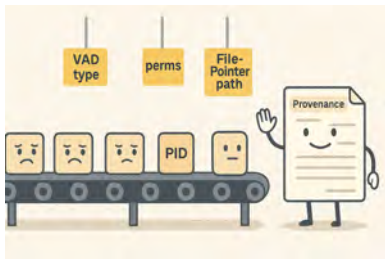 VAD
type
perms
File-
Pointer
path
Provenance
PID